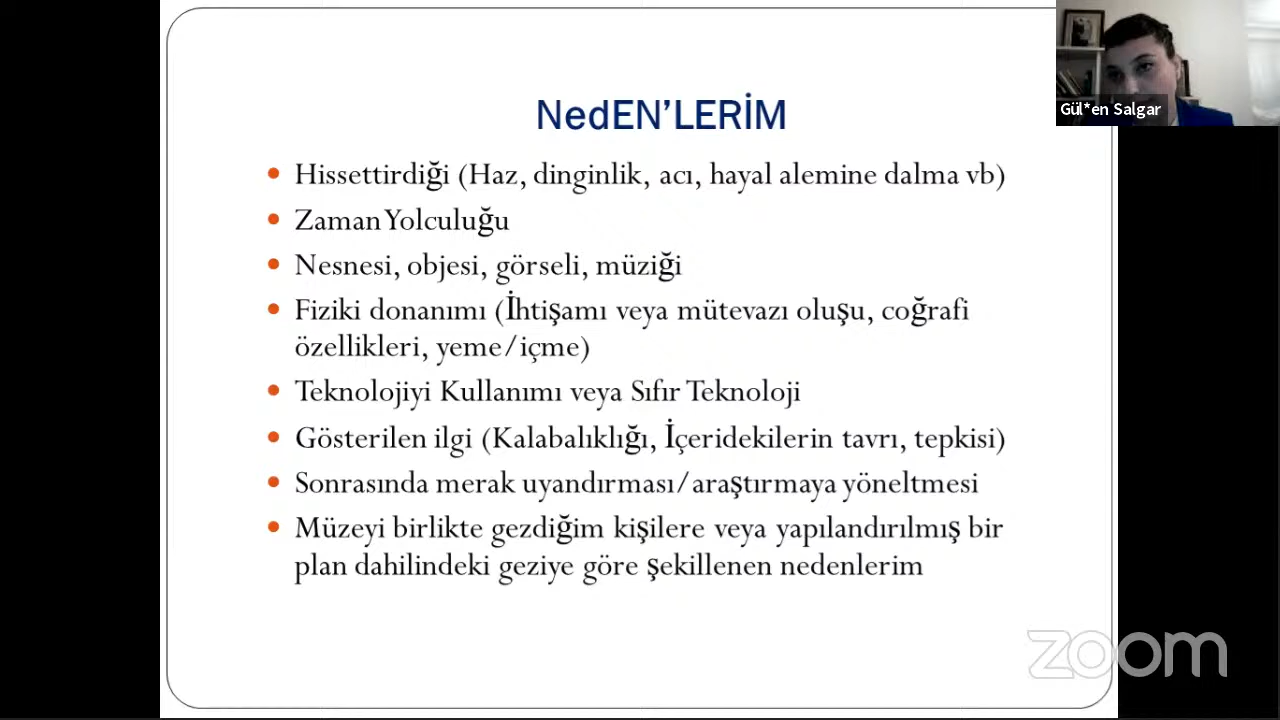 NedEN’LERİM
Gül*en Salgar
Hissettirdiği (Haz, dinginlik, acı, hayal alemine dalma vb)
Zaman Yolculuğu
Nesnesi, objesi, görseli, müziği
Fiziki donanımı (İhtişamı veya mütevazı oluşu, coğrafi
özellikleri, yeme/içme)
Teknolojiyi Kullanımı veya Sıfır Teknoloji
Gösterilen ilgi (Kalabalıklığı, İçeridekilerin tavrı, tepkisi)
Sonrasında merak uyandırması/araştırmaya yöneltmesi
Müzeyi birlikte gezdiğim kişilere veya yapılandırılmış bir
plan dahilindeki geziye göre şekillenen nedenlerim
zoom